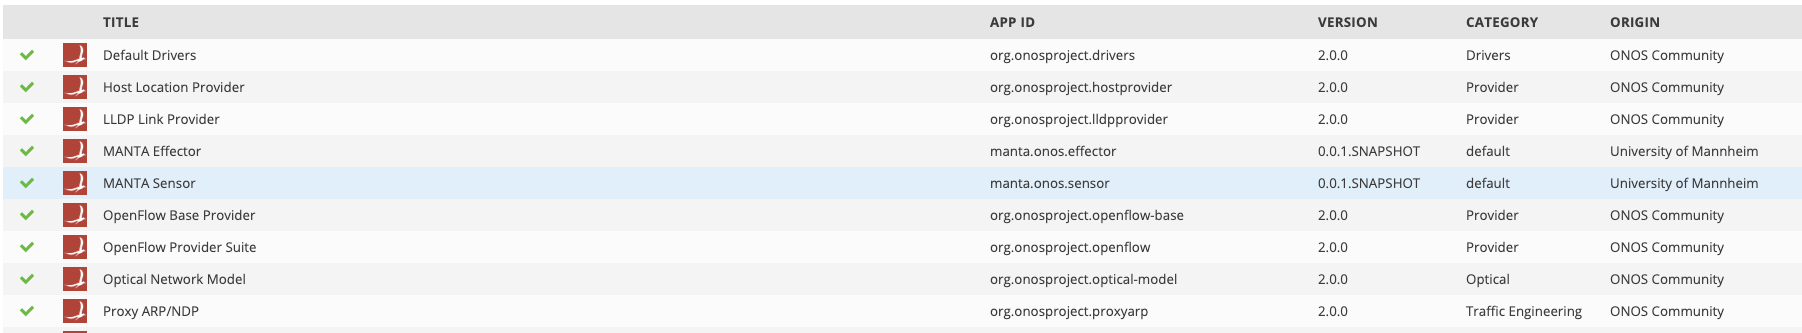 TITLE APP ID VERSION CATEGORY ORIGIN
Default Drivers org.onosproject.drivers 2.0.0 Drivers ONOS Community
Host Location Provider org.onosproject.hostprovider 2.0.0 Provider ONOS Community
LLDP Link Provider org.onosproject.lldpprovider 2.0.0 Provider ONOS Community
MANTA Effector manta.onos.effector 0.0.1.SNAPSHOT default University of Mannheim
MANTA Sensor manta.onos.sensor 0.0.1.SNAPSHOT default University of Mannheim
OpenFlow Base Provider org.onosproject.openflow-base 2.0.0 Provider ONOS Community
OpenFlow Provider Suite org.onosproject.openflow 2.0.0 Provider ONOS Community
Optical Network Model org.onosproject.optical-model 2.0.0 Optical ONOS Community
Proxy ARP/NDP org.onosproject.proxyarp 2.0.0 Traffic Engineering ONOS Community